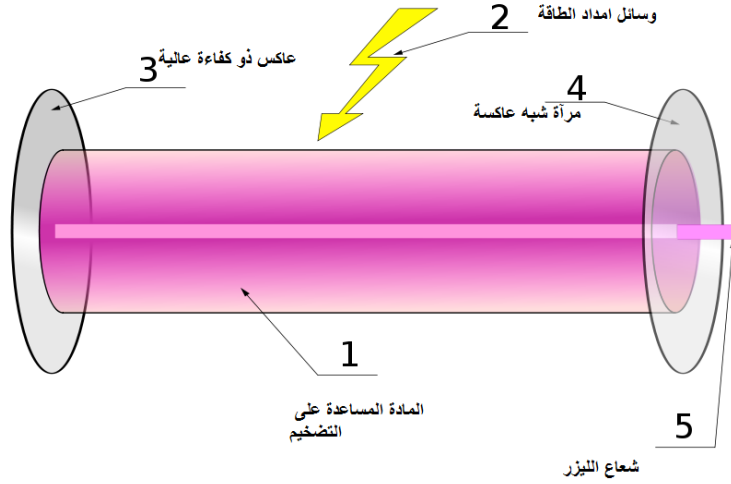 وسائل امداد الطاقة
2
عاكس ذو كفاءة عالية
3
4
مرآة شبه عاكسة
1
المادة المساعدة على
التضخيم
5
شعاع الليزر